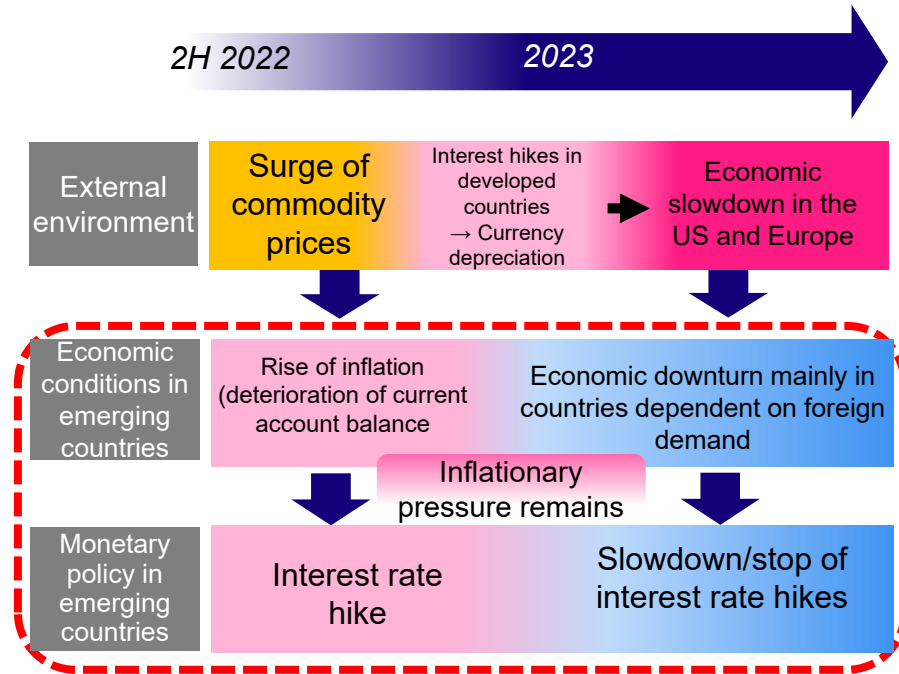 2H 2022
2023
External
environment
Surge of
commodity
prices
Interest hikes in
developed
countries
→ Currency
depreciation
Economic
slowdown in the
US and Europe
Economic
conditions in
emerging
countries
Rise of inflation
(deterioration of current
account balance
Economic downturn mainly in
countries dependent on foreign
demand
Inflationary
pressure remains
Monetary
policy in
emerging
countries
Interest rate
hike
Slowdown/stop of
interest rate hikes